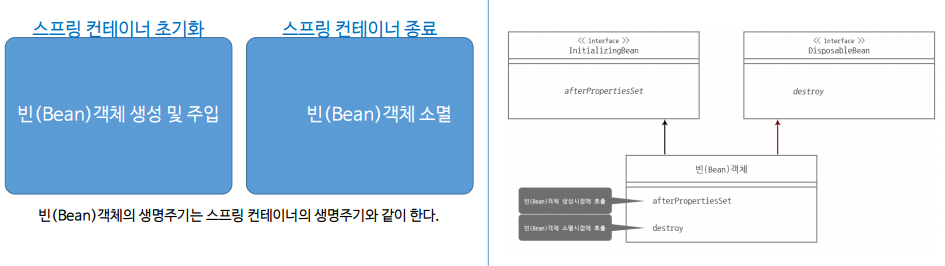 스프링 컨테이너 초기화
스프링 컨테이너 종료
빈(Bean)객체 생성 및 주입
빈(Bean)객체 소멸
빈(Bean)객체의 생명주기는 스프링 컨테이너의 생명주기와 같이 한다.
<< interface >>
InitializingBean
afterPropertiesSet
<< interface >>
DisposableBean
destroy
빈(Bean)객체
빈(Bean)객체 생성시점에 호출
afterPropertiesSet
빈(Bean)객체 소멸시점에 호출
destroy